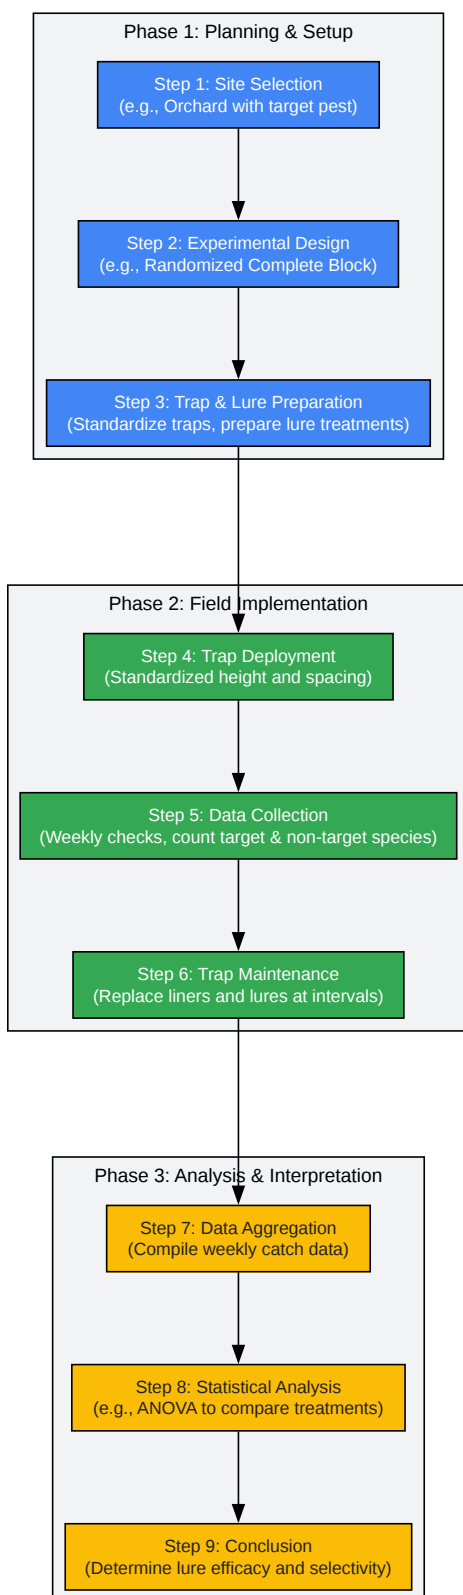 Phase 1: Planning & Setup
Step 1: Site Selection
(e.g., Orchard with target pest)
Step 2: Experimental Design
(e.g., Randomized Complete Block)
Step 3: Trap & Lure Preparation
(Standardize traps, prepare lure treatments)
Phase 2: Field Implementation
Step 4: Trap Deployment
(Standardized height and spacing)
Step 5: Data Collection
(Weekly checks, count target & non-target species)
Step 6: Trap Maintenance
(Replace liners and lures at intervals)
Phase 3: Analysis & Interpretation
Step 7: Data Aggregation
(Compile weekly catch data)
Step 8: Statistical Analysis
(e.g., ANOVA to compare treatments)
Step 9: Conclusion
(Determine lure efficacy and selectivity)